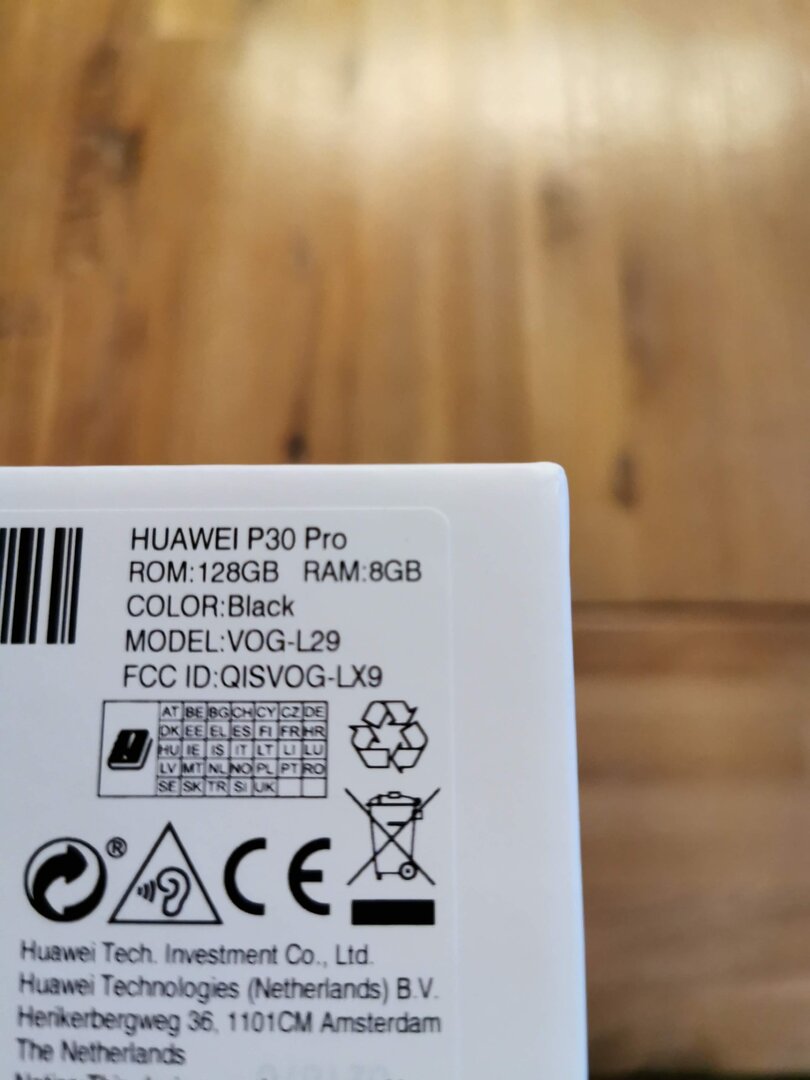 HUAWEI P30 Pro
ROM:128GB RAM:8GB
COLOR:Black
MODEL:VOG-L29
FCC ID:QISVOG-LX9
AT BE BG CH CY CZ DE
DK EE EL ES FI FR HR
HU IE IS IT LT LI LU
LV MT NL NO PL PT RO
SE SK TR SI UK
®
CE
Huawei Tech. Investment Co., Ltd.
Huawei Technologies (Netherlands) B.V.
Herikerbergweg 36, 1101CM Amsterdam
The Netherlands